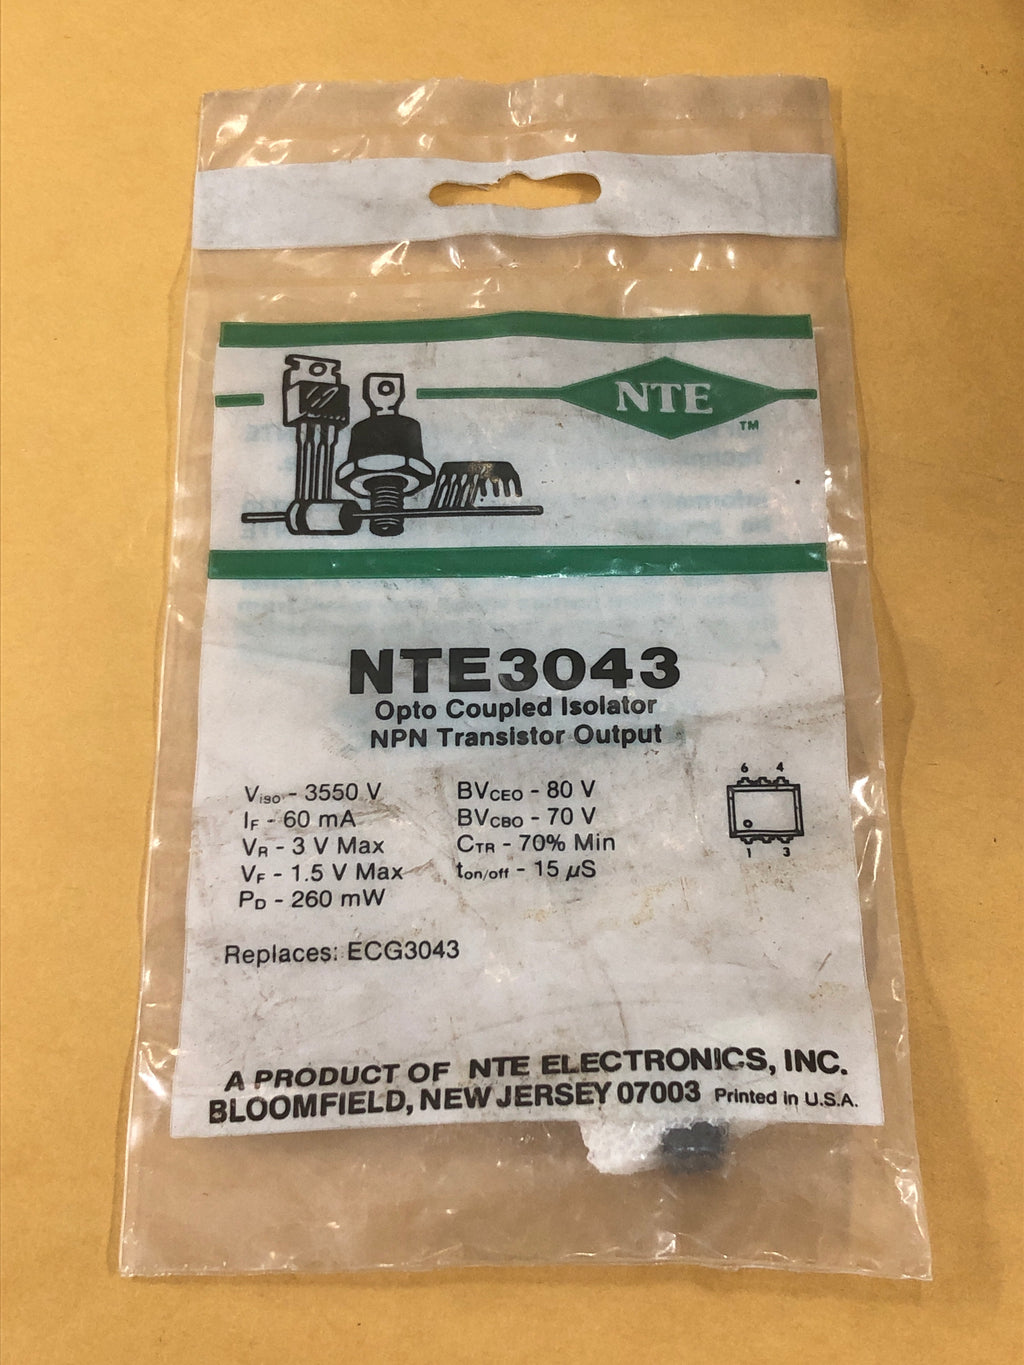 NTE
TM
NTE3043
Opto Coupled Isolator
NPN Transistor Output
Viso - 3550 V
IF - 60 mA
VR - 3 V Max
VF - 1.5 V Max
PD - 260 mW
BVCEO - 80 V
BVCBO - 70 V
CTR - 70% Min
ton/off - 15 µS
6 4
1 3
Replaces: ECG3043
A PRODUCT OF NTE ELECTRONICS, INC.
BLOOMFIELD, NEW JERSEY 07003 Printed in U.S.A.